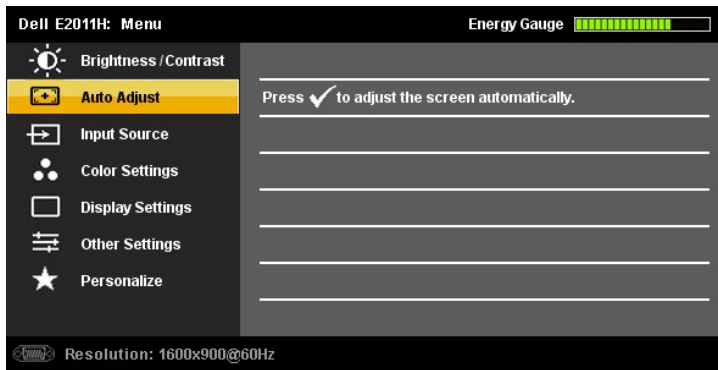 Dell E2011H: Menu
Energy Gauge
Brightness / Contrast
Auto Adjust
Press ✓ to adjust the screen automatically.
Input Source
Color Settings
Display Settings
Other Settings
Personalize
Resolution: 1600x900@60Hz